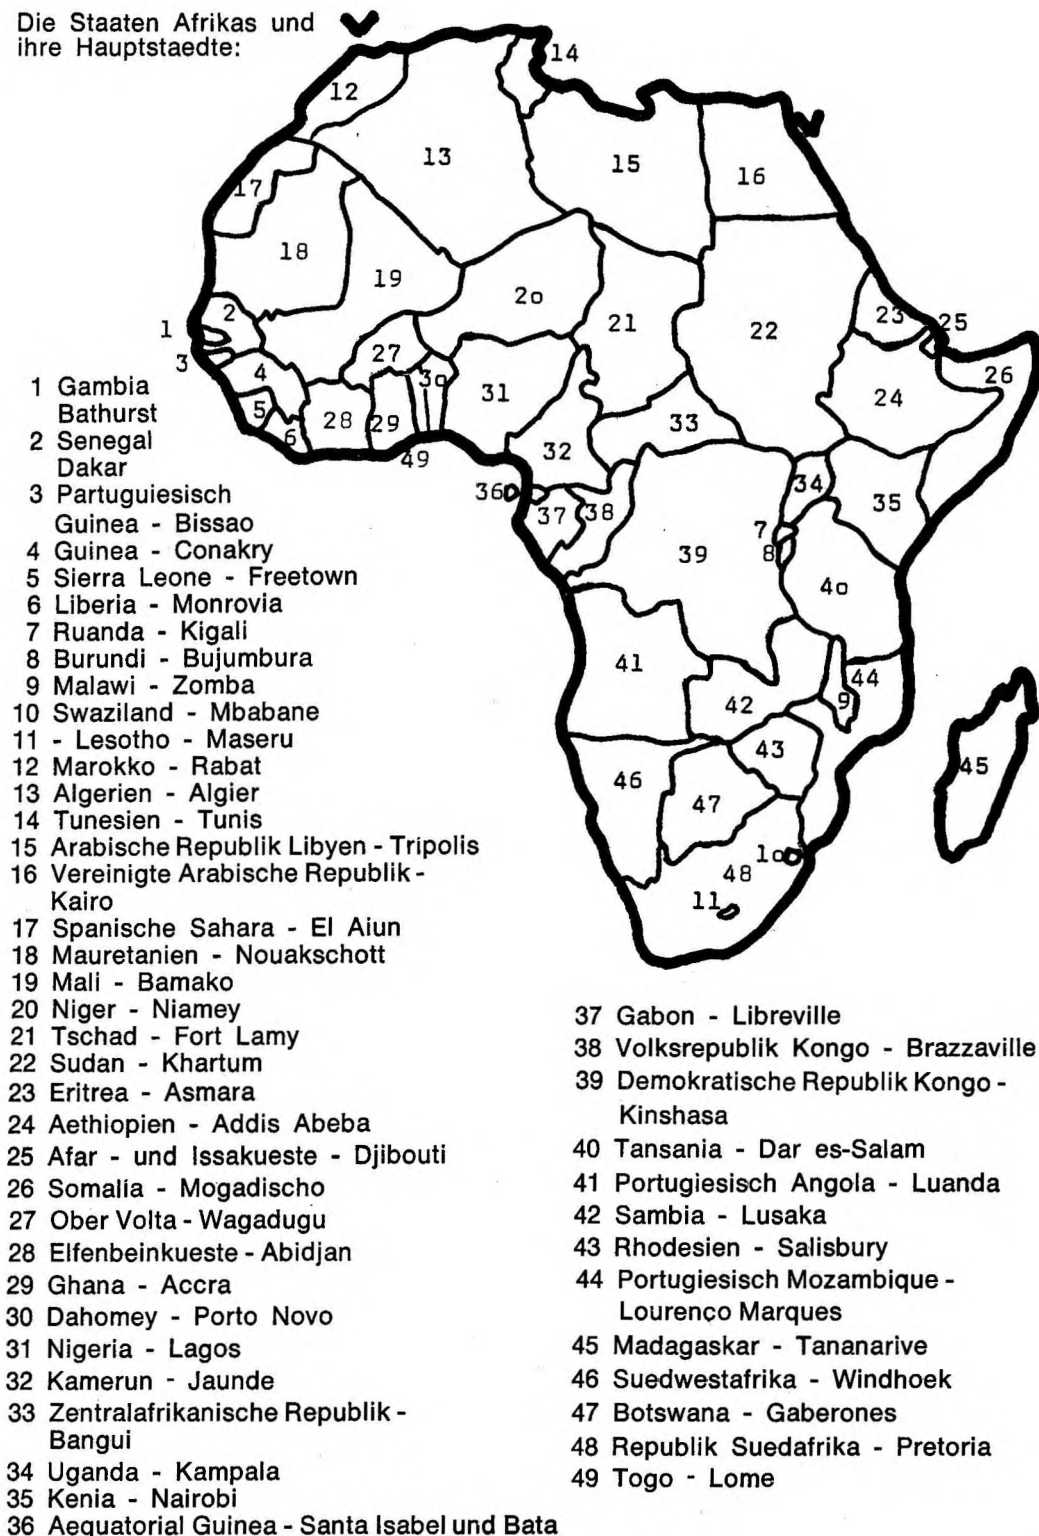 Die Staaten Afrikas und
ihre Hauptstaedte:
14
12
13
15
16
17
18
19
2o
21
22
23
25
2
1
3
27
3o
4
5
6
28
29
49
31
33
24
26
32
36
37
38
34
35
7
8
39
4o
41
42
9
44
43
45
46
47
1o
48
11
1 Gambia
Bathurst
2 Senegal
Dakar
3 Partuguiesisch
Guinea - Bissao
4 Guinea - Conakry
5 Sierra Leone - Freetown
6 Liberia - Monrovia
7 Ruanda - Kigali
8 Burundi - Bujumbura
9 Malawi - Zomba
10 Swaziland - Mbabane
11 - Lesotho - Maseru
12 Marokko - Rabat
13 Algerien - Algier
14 Tunesien - Tunis
15 Arabische Republik Libyen - Tripolis
16 Vereinigte Arabische Republik -
Kairo
17 Spanische Sahara - El Aiun
18 Mauretanien - Nouakschott
19 Mali - Bamako
20 Niger - Niamey
21 Tschad - Fort Lamy
22 Sudan - Khartum
23 Eritrea - Asmara
24 Aethiopien - Addis Abeba
25 Afar - und Issakueste - Djibouti
26 Somalia - Mogadischo
27 Ober Volta - Wagadugu
28 Elfenbeinkueste - Abidjan
29 Ghana - Accra
30 Dahomey - Porto Novo
31 Nigeria - Lagos
32 Kamerun - Jaunde
33 Zentralafrikanische Republik -
Bangui
34 Uganda - Kampala
35 Kenia - Nairobi
36 Aequatorial Guinea - Santa Isabel und Bata
37 Gabon - Libreville
38 Volksrepublik Kongo - Brazzaville
39 Demokratische Republik Kongo -
Kinshasa
40 Tansania - Dar es-Salam
41 Portugiesisch Angola - Luanda
42 Sambia - Lusaka
43 Rhodesien - Salisbury
44 Portugiesisch Mozambique -
Lourenço Marques
45 Madagaskar - Tananarive
46 Suedwestafrika - Windhoek
47 Botswana - Gaberones
48 Republik Suedafrika - Pretoria
49 Togo - Lome